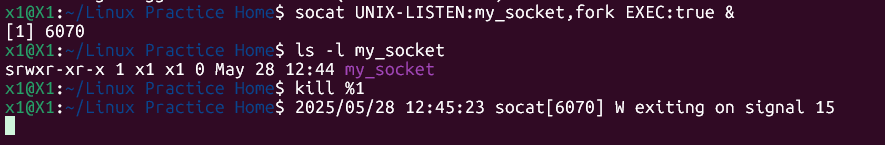 x1@X1:~/Linux Practice Home$ socat UNIX-LISTEN:my_socket,fork EXEC:true &
[1] 6070
x1@X1:~/Linux Practice Home$ ls -l my_socket
srwxr-xr-x 1 x1 x1 0 May 28 12:44 my_socket
x1@X1:~/Linux Practice Home$ kill %1
x1@X1:~/Linux Practice Home$ 2025/05/28 12:45:23 socat[6070] W exiting on signal 15